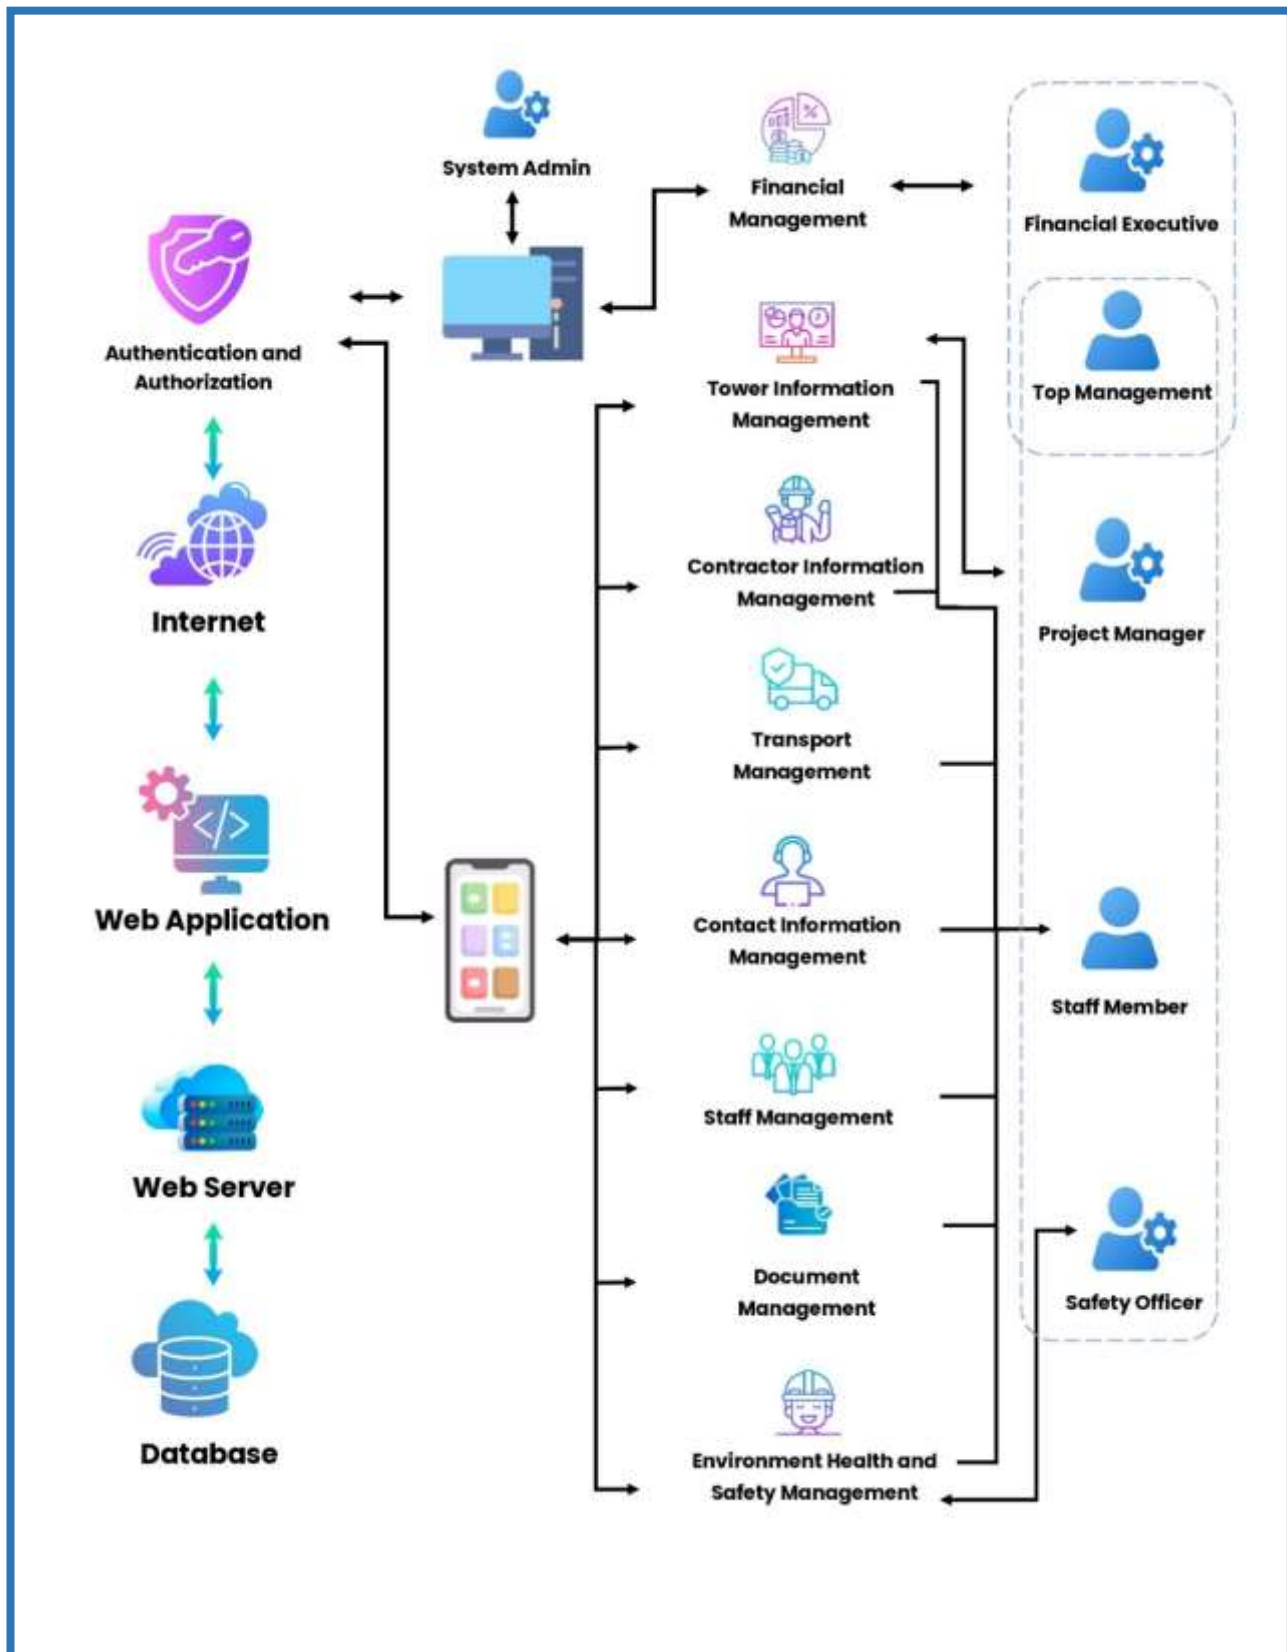 System Admin
Authentication and
Authorization
Internet
Web Application
Web Server
Database
Financial
Management
Tower Information
Management
Contractor Information
Management
Transport
Management
Contact Information
Management
Staff Management
Document
Management
Environment Health and
Safety Management
Financial Executive
Top Management
Project Manager
Staff Member
Safety Officer